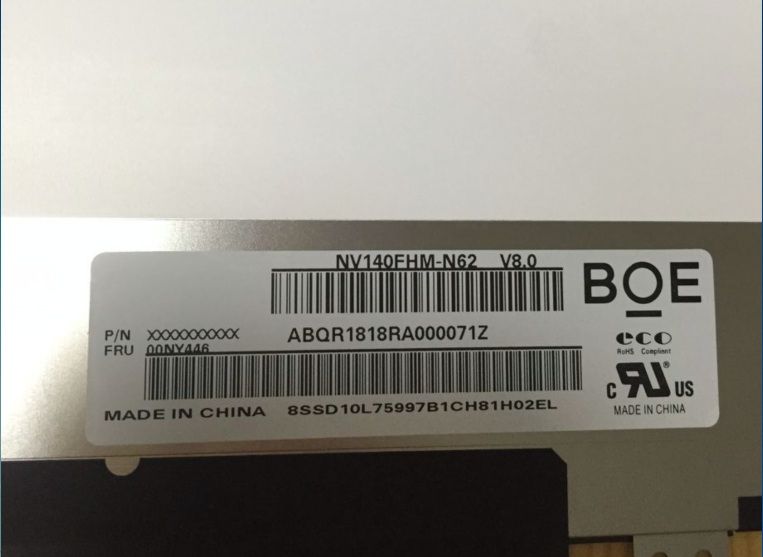 NV140FHM-N62 V8.0
BOE
ABQR1818RA000071Z
P/N XXXXXXXXXX
FRU 00NY446
eco
RoHS Compliant
C RU ® US
MADE IN CHINA 8SSD10L75997B1CH81H02EL
MADE IN CHINA